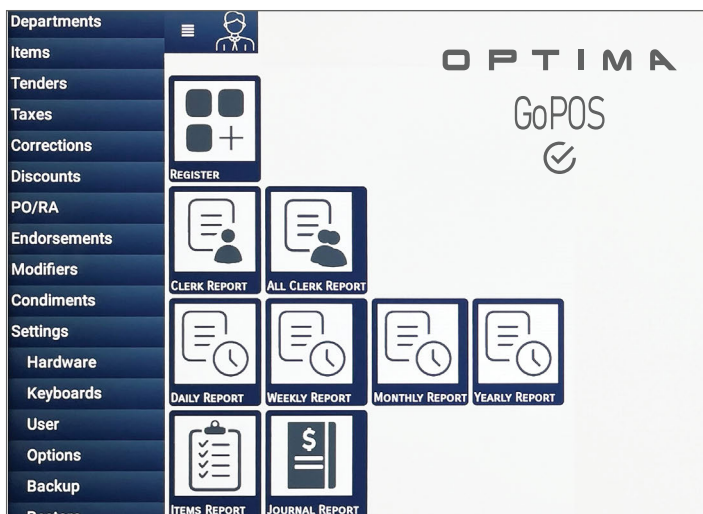 Departments
Items
Tenders
Taxes
Corrections
Discounts
PO/RA
Endorsements
Modifiers
Condiments
Settings
Hardware
Keyboards
User
Options
Backup
OPTIMA
GoPOS
REGISTER
CLERK REPORT
ALL CLERK REPORT
DAILY REPORT
WEEKLY REPORT
MONTHLY REPORT
YEARLY REPORT
$
ITEMS REPORT
JOURNAL REPORT